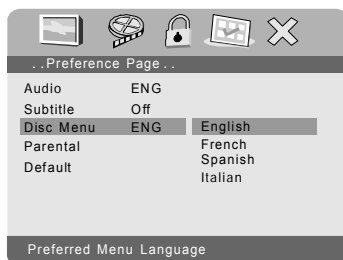 ..Preference Page..
Audio ENG
Subtitle Off
Disc Menu ENG English
Parental French
Spanish
Default Italian
Preferred Menu Language